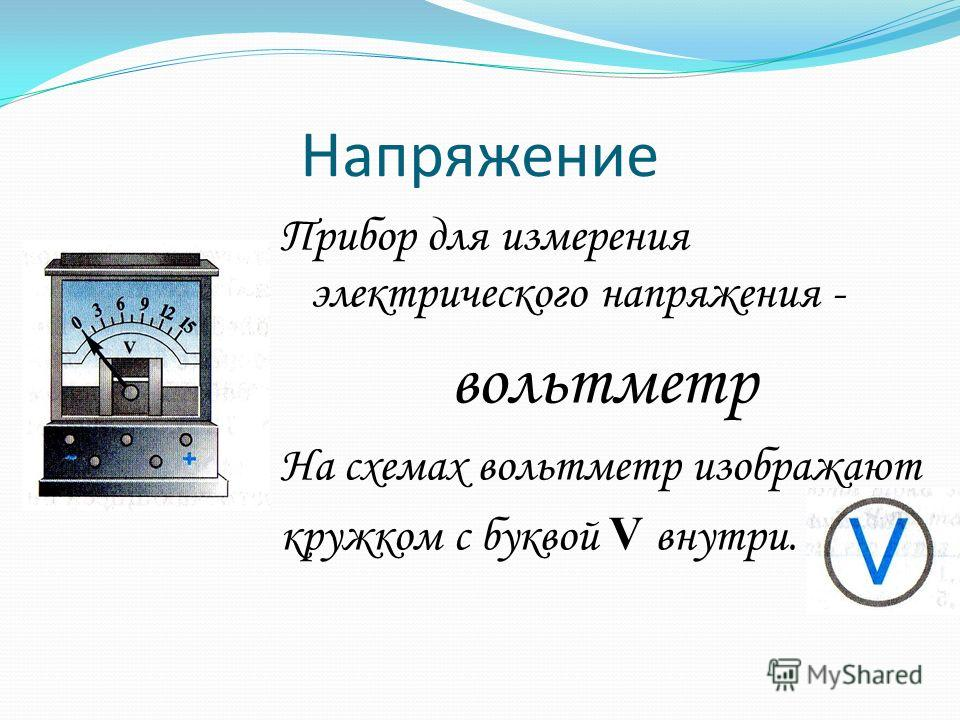 Напряжение
Прибор для измерения
электрического напряжения -
вольтметр
На схемах вольтметр изображают
кружком с буквой V внутри.
0 3 6 9 12 15
V
- +
V
MyShared